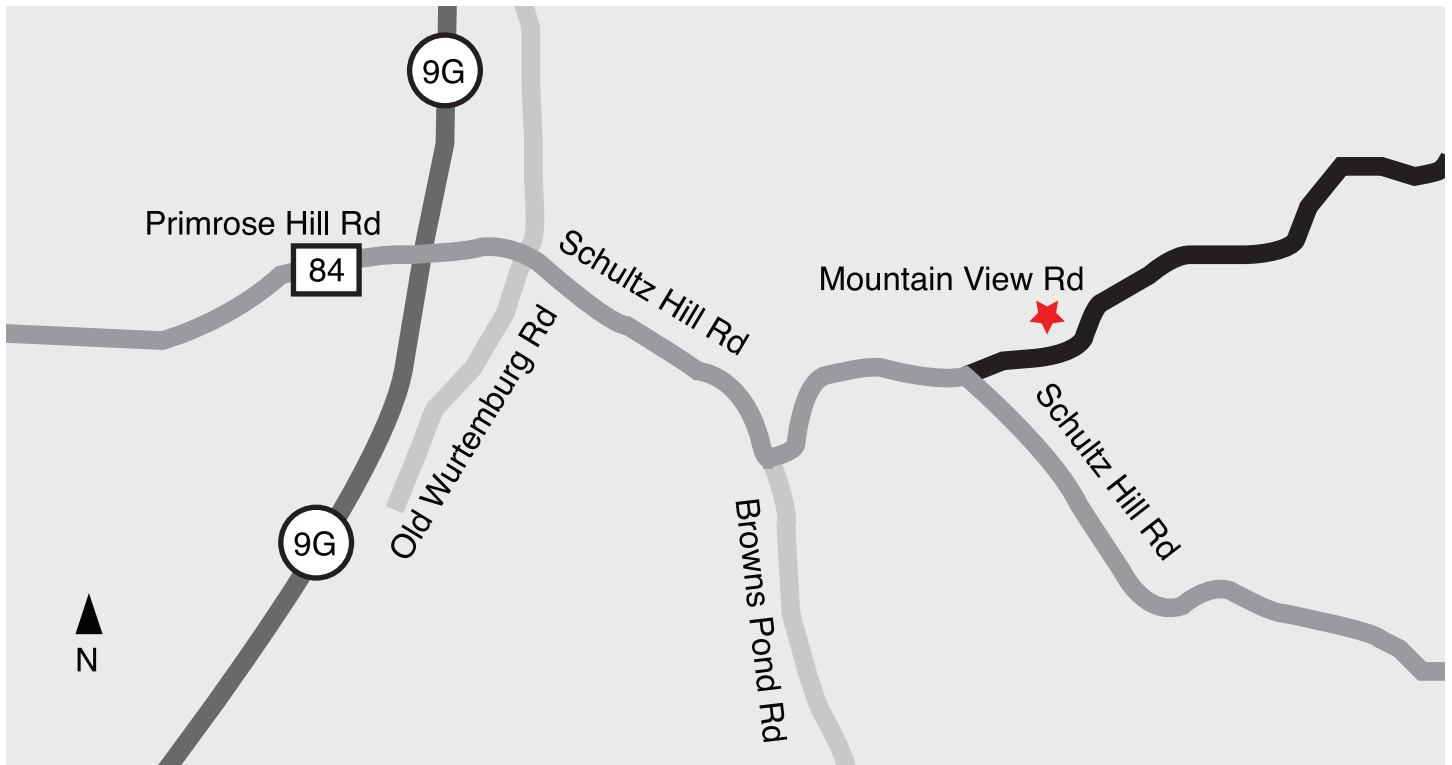 9G
Primrose Hill Rd
84
Schultz Hill Rd
Mountain View Rd
Old Wurtemburg Rd
Schultz Hill Rd
9G
Browns Pond Rd
N